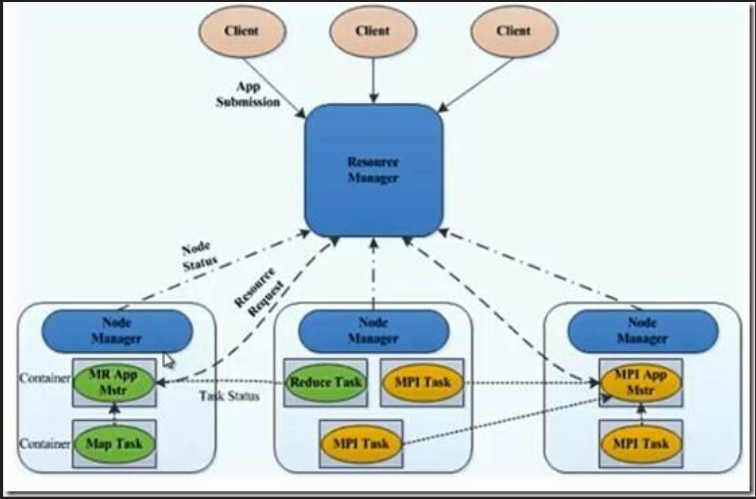 Client
Client
Client
App
Submission
Resource
Manager
Node
Status
Resource
Request
Node
Manager
Node
Manager
Node
Manager
Container
MR App
Mstr
Reduce Task
MPI Task
MPI App
Mstr
Task Status
Container
Map Task
MPI Task
MPI Task